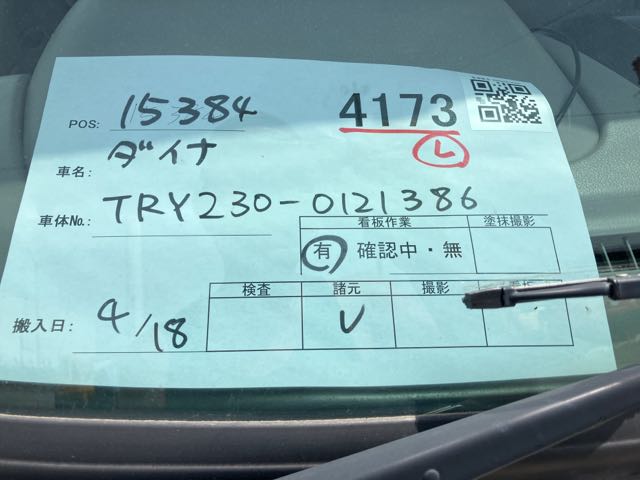 POS: 15384
4173
L
車名: ダイナ
車体No.: TRY230-0121386
看板作業 塗抹撮影
有 確認中・無
検査 諸元 撮影
搬入日: 4/18 レ